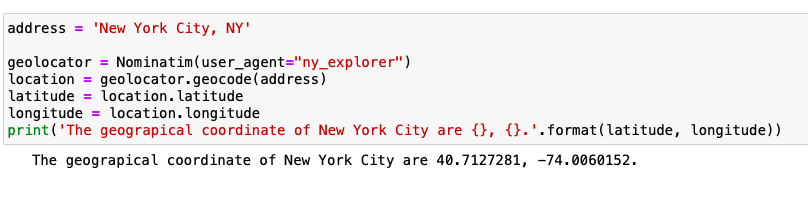 address = 'New York City, NY'
geolocator = Nominatim(user_agent="ny_explorer")
location = geolocator.geocode(address)
latitude = location.latitude
longitude = location.longitude
print('The geograpical coordinate of New York City are {}, {}.'.format(latitude, longitude))
The geograpical coordinate of New York City are 40.7127281, -74.0060152.